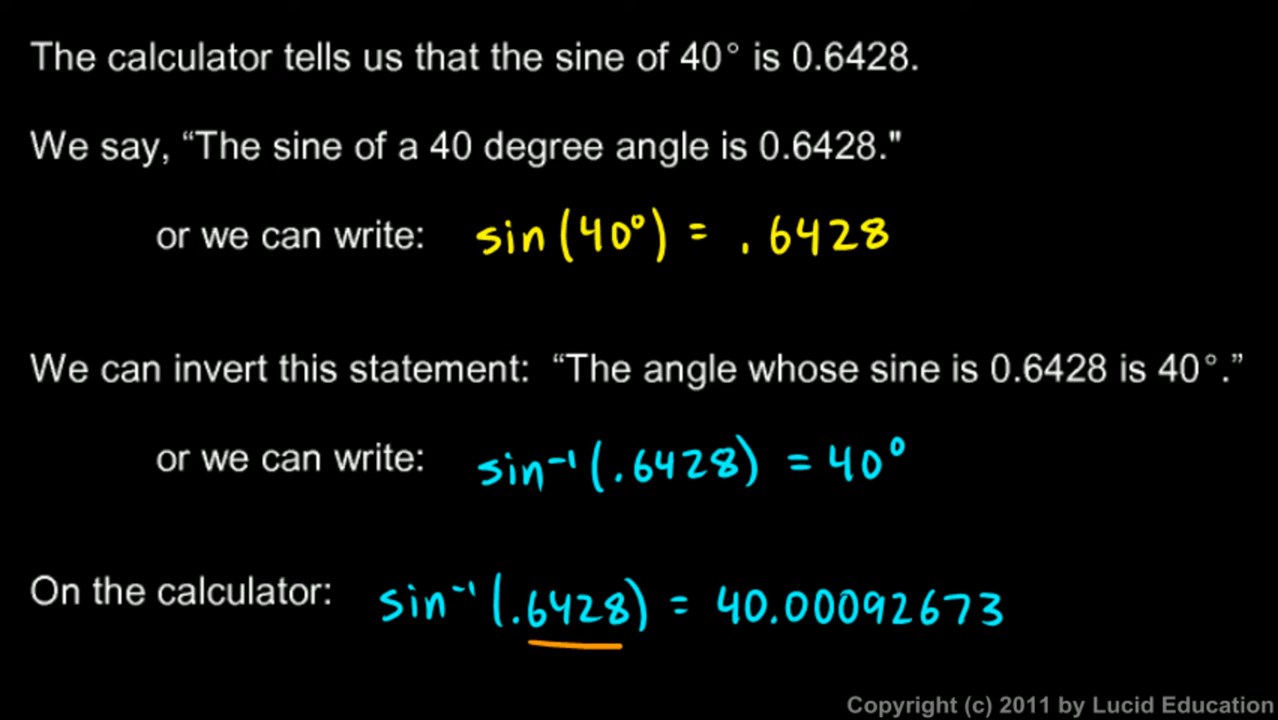 The calculator tells us that the sine of 40° is 0.6428.
We say, “The sine of a 40 degree angle is 0.6428."
or we can write: sin(40°) = .6428
We can invert this statement: “The angle whose sine is 0.6428 is 40°.”
or we can write: sin⁻¹(.6428) = 40°
On the calculator: sin⁻¹(.6428) = 40.00092673
Copyright (c) 2011 by Lucid Education